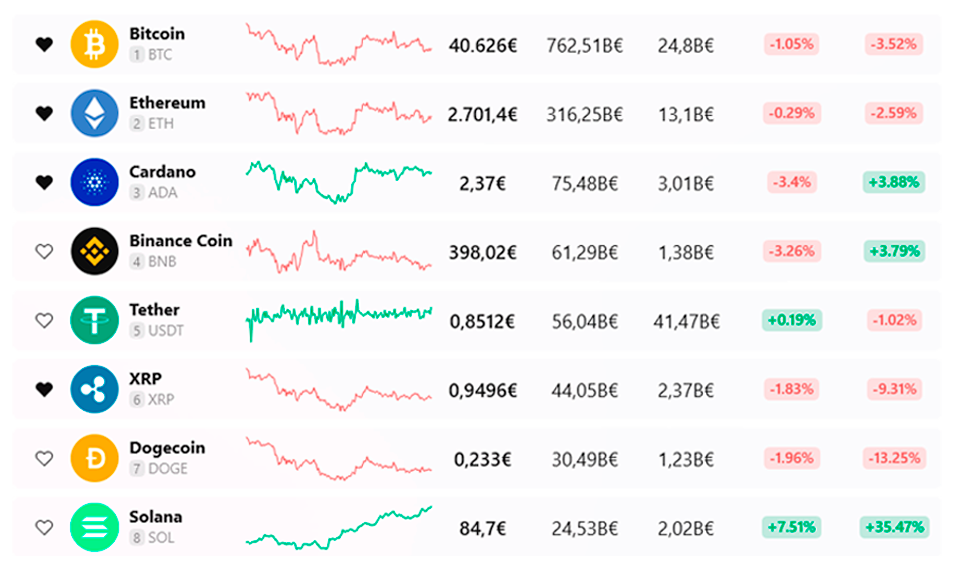 Bitcoin 40.626€ 762,51B€ 24,8B€ -1.05% -3.52%
1 BTC
Ethereum 2.701,4€ 316,25B€ 13,1B€ -0.29% -2.59%
2 ETH
Cardano 2,37€ 75,48B€ 3,01B€ -3.4% +3.88%
3 ADA
Binance Coin 398,02€ 61,29B€ 1,38B€ -3.26% +3.79%
4 BNB
Tether 0,8512€ 56,04B€ 41,47B€ +0.19% -1.02%
5 USDT
XRP 0,9496€ 44,05B€ 2,37B€ -1.83% -9.31%
6 XRP
Dogecoin 0,233€ 30,49B€ 1,23B€ -1.96% -13.25%
7 DOGE
Solana 84,7€ 24,53B€ 2,02B€ +7.51% +35.47%
8 SOL